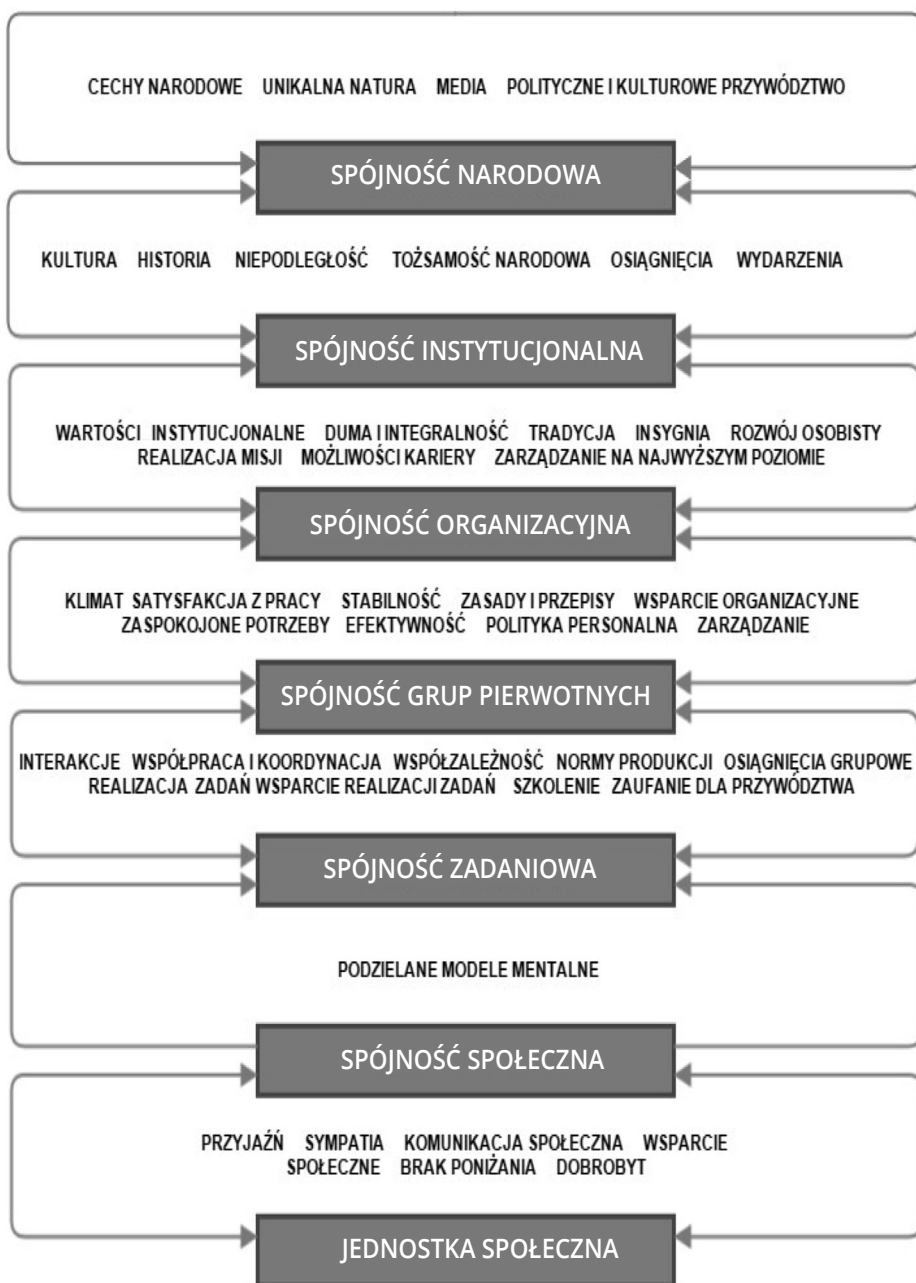 CECHY NARODOWE UNIKALNA NATURA MEDIA POLITYCZNE I KULTUROWE PRZYWÓDZTWO
SPÓJNOŚĆ NARODOWA
KULTURA HISTORIA NIEPODLEGŁOŚĆ TOŻSAMOŚĆ NARODOWA OSIĄGNIĘCIA WYDARZENIA
SPÓJNOŚĆ INSTYTUCJONALNA
WARTOŚCI INSTYTUCJONALNE DUMA I INTEGRALNOŚĆ TRADYCJA INSYGNIA ROZWÓJ OSOBISTY
REALIZACJA MISJI MOŻLIWOŚCI KARIERY ZARZĄDZANIE NA NAJWYŻSZYM POZIOMIE
SPÓJNOŚĆ ORGANIZACYJNA
KLIMAT SATYSFAKCJA Z PRACY STABILNOŚĆ ZASADY I PRZEPISY WSPARCIE ORGANIZACYJNE
ZASPOKOJONE POTRZEBY EFEKTYWNOŚĆ POLITYKA PERSONALNA ZARZĄDZANIE
SPÓJNOŚĆ GRUP PIERWOTNYCH
INTERAKCJE WSPÓŁPRACA I KOORDYNACJA WSPÓŁZALEŻNOŚĆ NORMY PRODUKCJI OSIĄGNIĘCIA GRUPOWE
REALIZACJA ZADAŃ WSPARCIE REALIZACJI ZADAŃ SZKOLENIE ZAUFANIE DLA PRZYWÓDZTWA
SPÓJNOŚĆ ZADANIOWA
PODZIELANE MODELE MENTALNE
SPÓJNOŚĆ SPOŁECZNA
PRZYJAŹŃ SYMPATIA KOMUNIKACJA SPOŁECZNA WSPARCIE
SPOŁECZNE BRAK PONIŻANIA DOBROBYT
JEDNOSTKA SPOŁECZNA